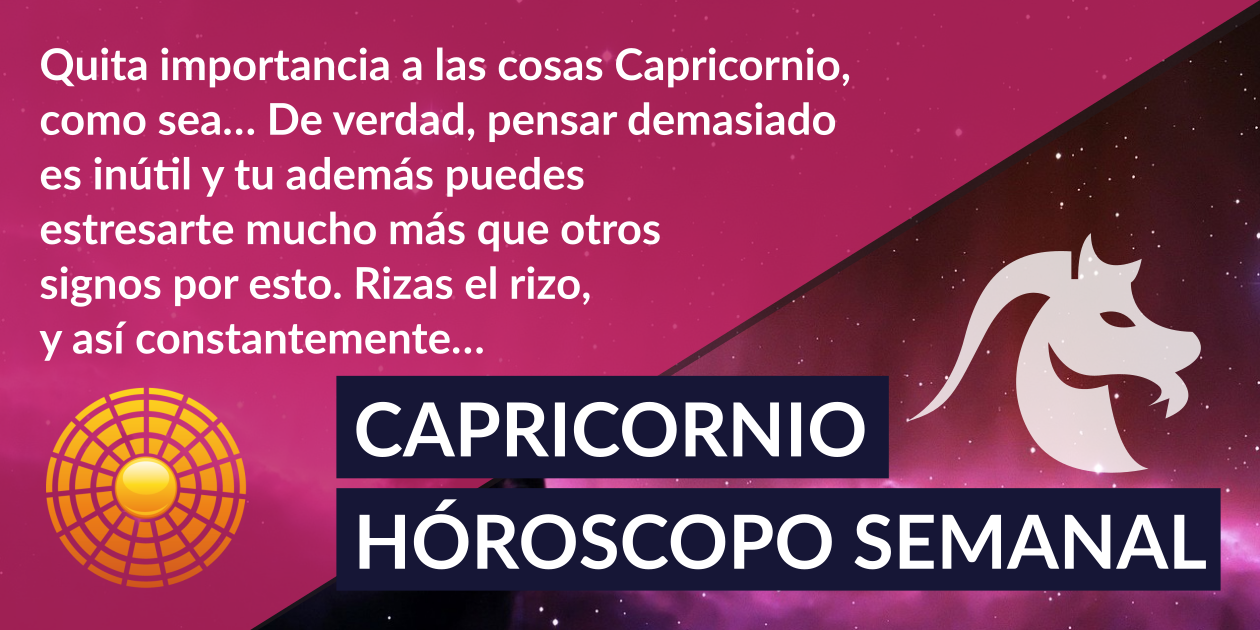 Quita importancia a las cosas Capricornio,
como sea... De verdad, pensar demasiado
es inútil y tu además puedes
estresarte mucho más que otros
signos por esto. Rizas el rizo,
y así constantemente...
CAPRICORNIO
HÓROSCOPO SEMANAL